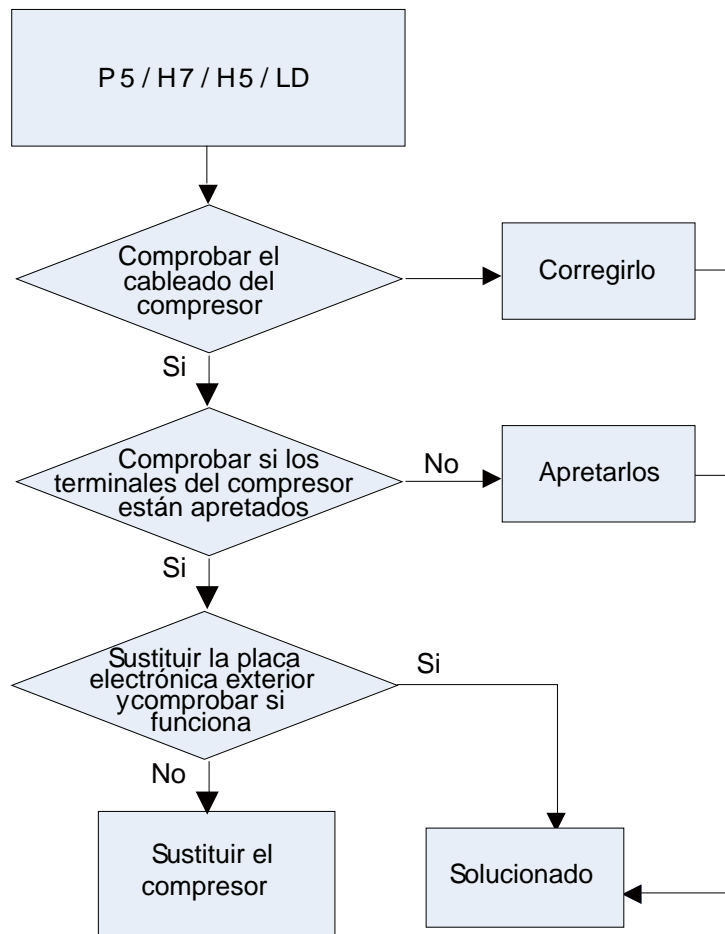 P5 / H7 / H5 / LD
Comprobar el
cableado del
compresor
Corregirlo
Si
Comprobar si los
terminales del compresor
están apretados
No
Apretarlos
Si
Sustituir la placa
electrónica exterior
ycomprobar si
funciona
Si
No
Sustituir el
compresor
Solucionado